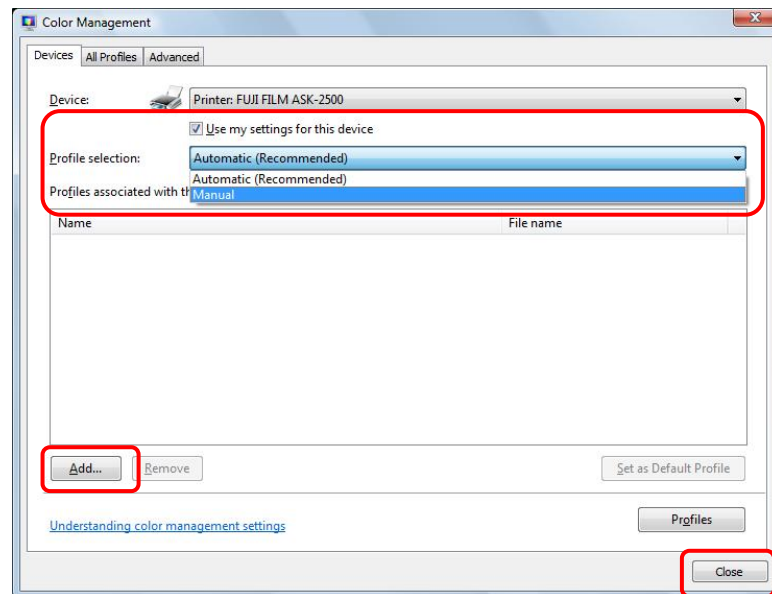 Color Management
Devices All Profiles Advanced
Device: Printer: FUJI FILM ASK-2500
Use my settings for this device
Profile selection: Automatic (Recommended)
Automatic (Recommended)
Profiles associated with th Manual
Name File name
Add... Remove Set as Default Profile
Understanding color management settings Profiles
Close